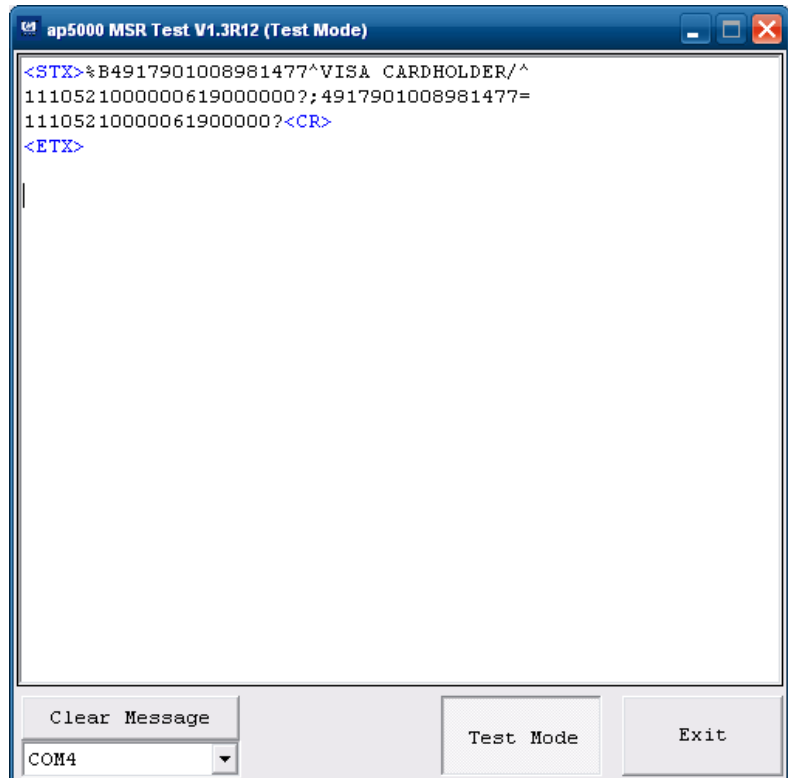 ap5000 MSR Test V1.3R12 (Test Mode)
<STX>%B4917901008981477^VISA CARDHOLDER/^
1110521000000619000000?;4917901008981477=
11105210000061900000?<CR>
<ETX>
Clear Message
COM4
Test Mode
Exit